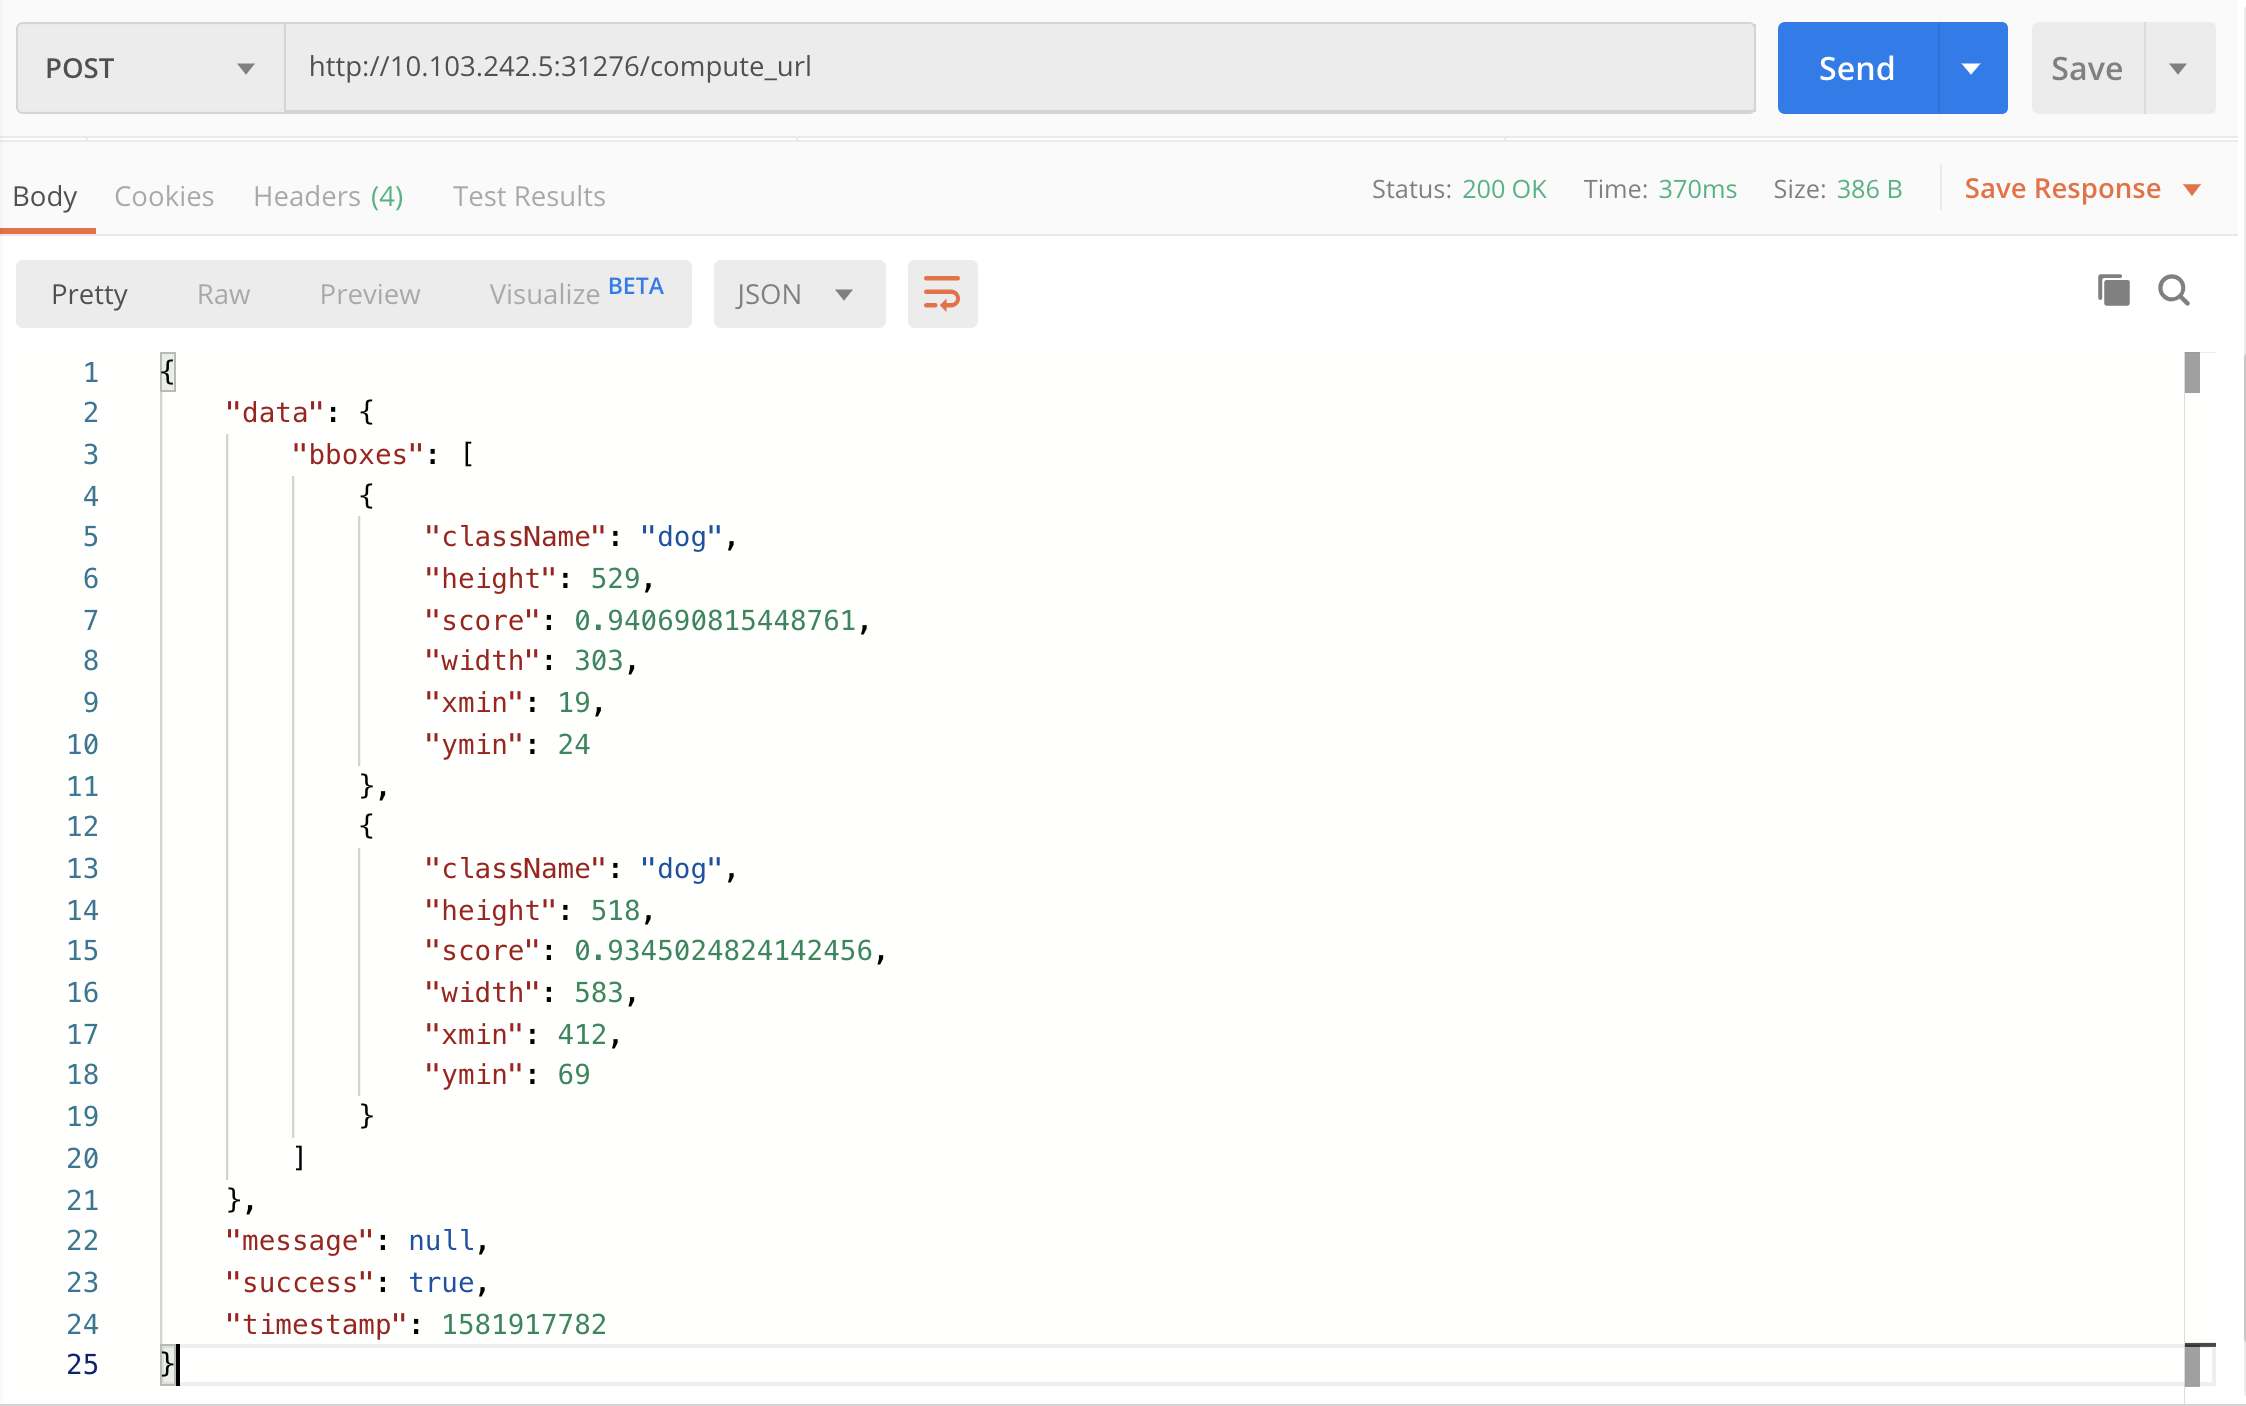 POST http://10.103.242.5:31276/compute_url Send Save
Body Cookies Headers (4) Test Results Status: 200 OK Time: 370ms Size: 386 B Save Response
Pretty Raw Preview Visualize BETA JSON
1 {
2 "data": {
3 "bboxes": [
4 {
5 "className": "dog",
6 "height": 529,
7 "score": 0.940690815448761,
8 "width": 303,
9 "xmin": 19,
10 "ymin": 24
11 },
12 {
13 "className": "dog",
14 "height": 518,
15 "score": 0.9345024824142456,
16 "width": 583,
17 "xmin": 412,
18 "ymin": 69
19 }
20 ]
21 },
22 "message": null,
23 "success": true,
24 "timestamp": 1581917782
25 }